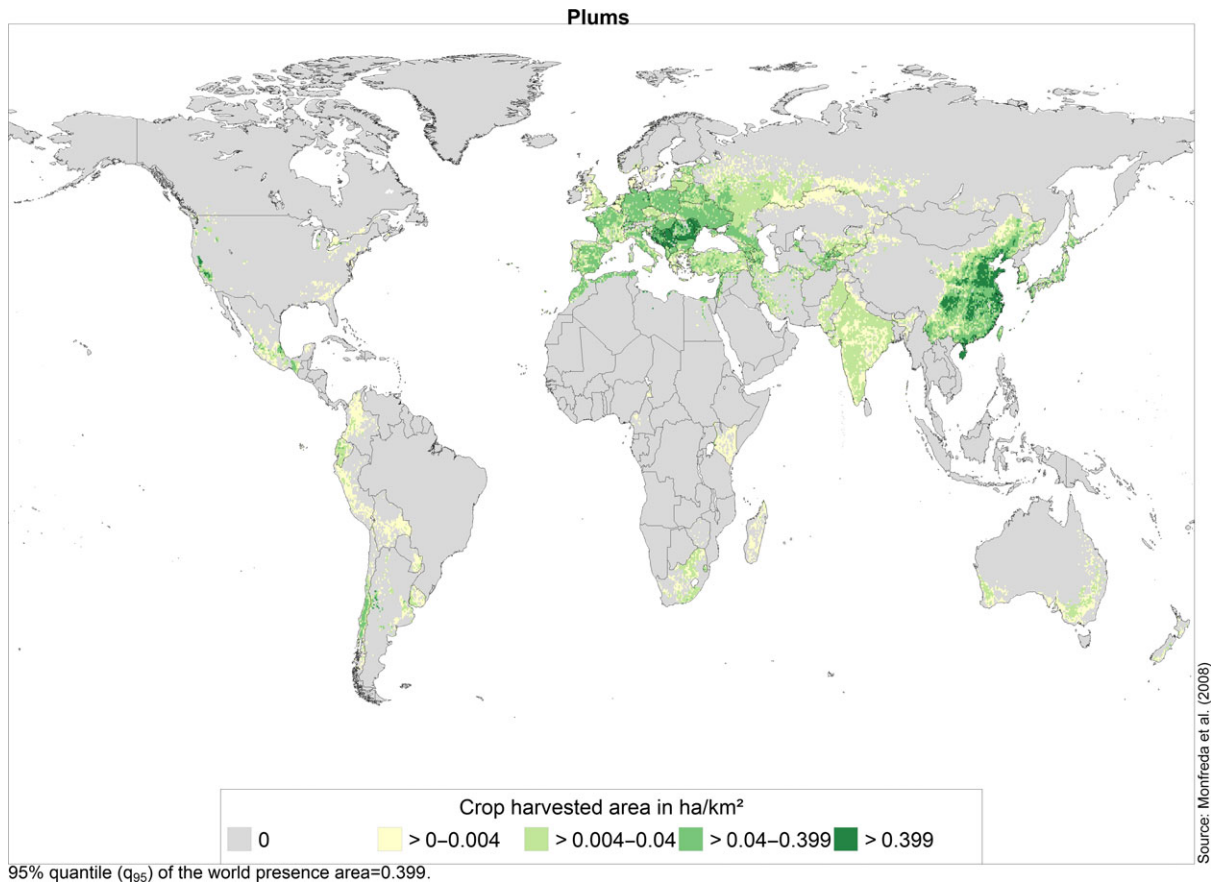 Plums
Crop harvested area in ha/km²
0
> 0–0.004
> 0.004–0.04
> 0.04–0.399
> 0.399
Source: Monfreda et al. (2008)
95% quantile (q₉₅) of the world presence area=0.399.